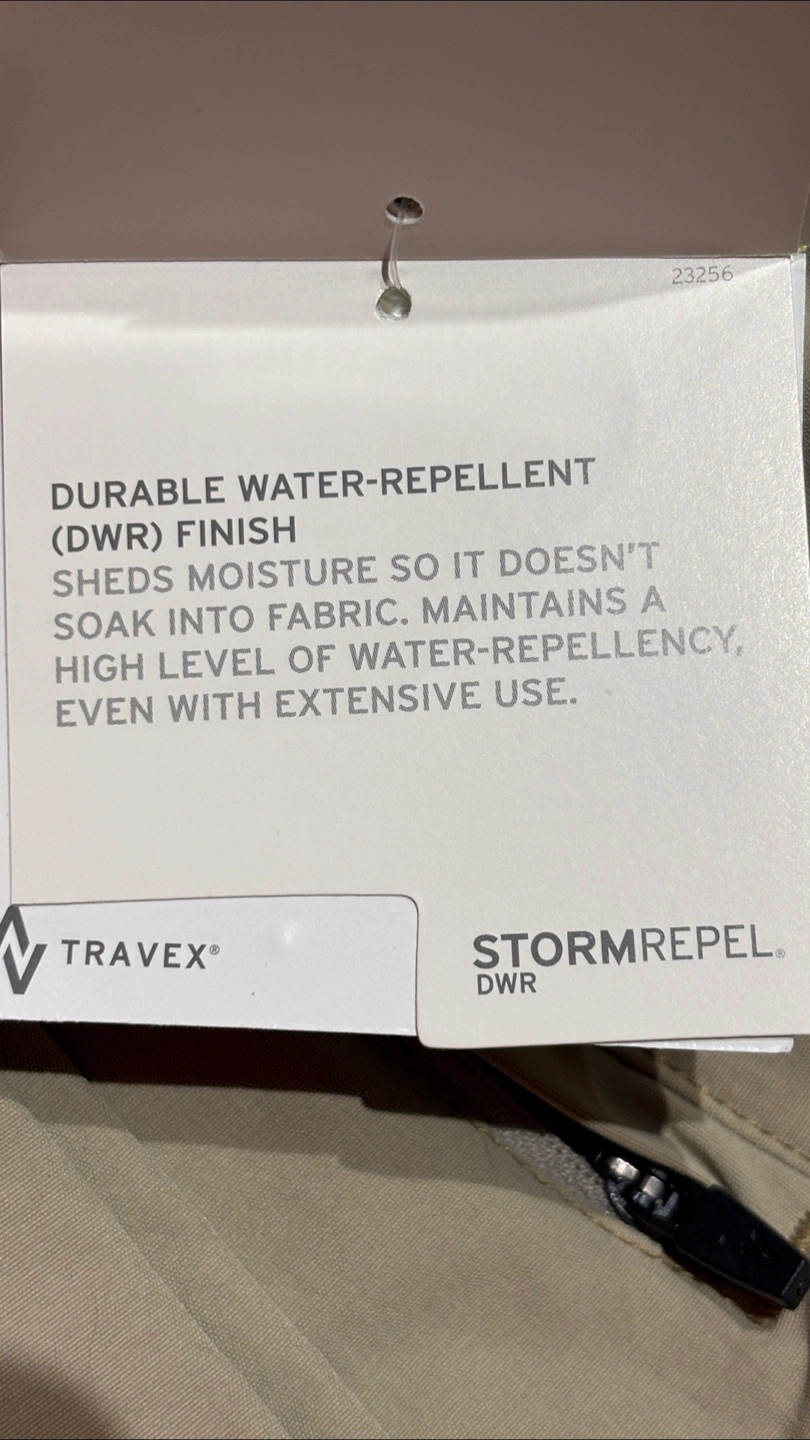 23256
DURABLE WATER-REPELLENT
(DWR) FINISH
SHEDS MOISTURE SO IT DOESN'T
SOAK INTO FABRIC. MAINTAINS A
HIGH LEVEL OF WATER-REPELLENCY,
EVEN WITH EXTENSIVE USE.
TRAVEX®
STORMREPEL®
DWR